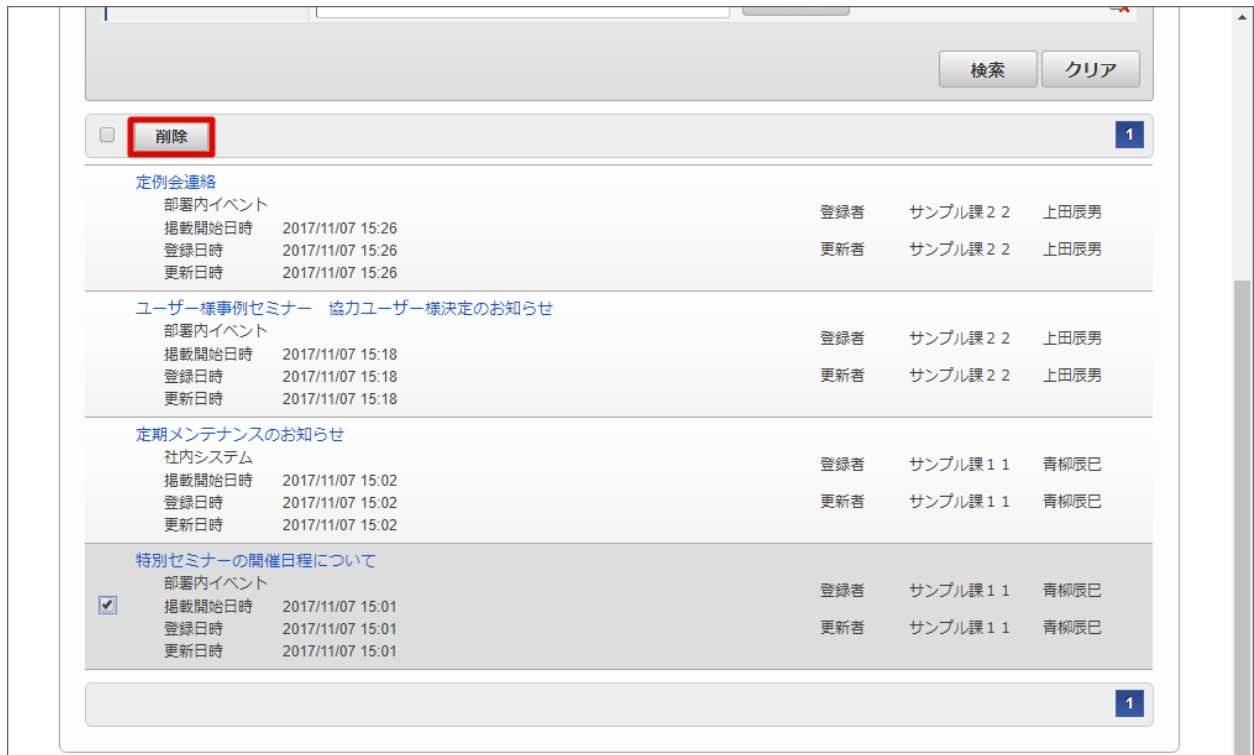 検索 クリア
削除 1
定例会連絡
部署内イベント
登録者 サンプル課２２ 上田辰男
掲載開始日時 2017/11/07 15:26
登録日時 2017/11/07 15:26
更新者 サンプル課２２ 上田辰男
更新日時 2017/11/07 15:26
ユーザー様事例セミナー　協力ユーザー様決定のお知らせ
部署内イベント
登録者 サンプル課２２ 上田辰男
掲載開始日時 2017/11/07 15:18
登録日時 2017/11/07 15:18
更新者 サンプル課２２ 上田辰男
更新日時 2017/11/07 15:18
定期メンテナンスのお知らせ
社内システム
登録者 サンプル課１１ 青柳辰巳
掲載開始日時 2017/11/07 15:02
登録日時 2017/11/07 15:02
更新者 サンプル課１１ 青柳辰巳
更新日時 2017/11/07 15:02
特別セミナーの開催日程について
部署内イベント
登録者 サンプル課１１ 青柳辰巳
掲載開始日時 2017/11/07 15:01
登録日時 2017/11/07 15:01
更新者 サンプル課１１ 青柳辰巳
更新日時 2017/11/07 15:01
1